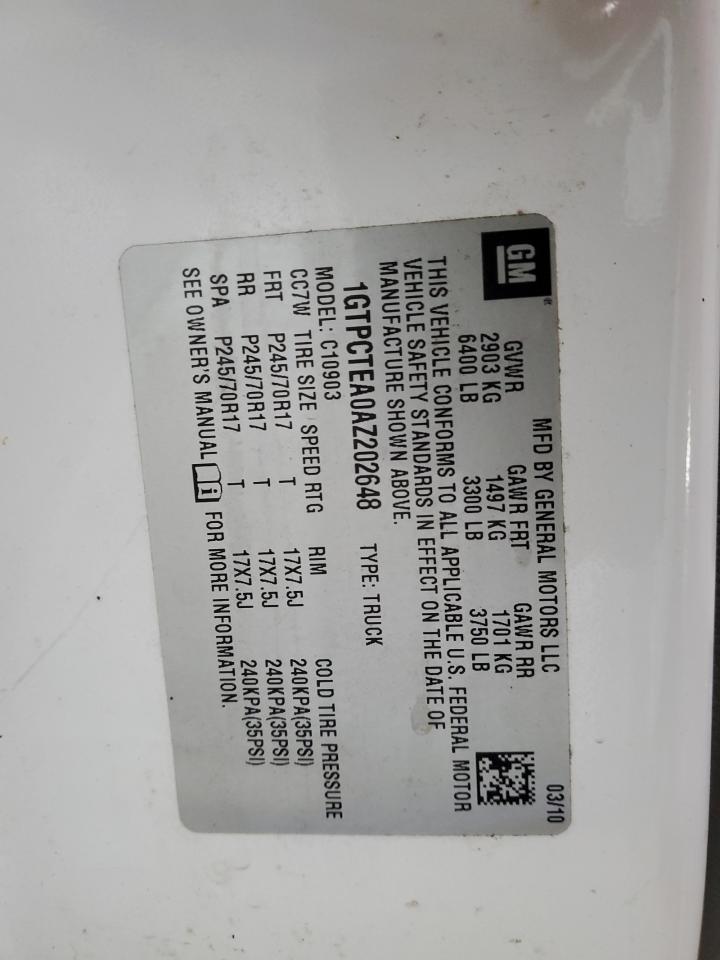 GM
MFD BY GENERAL MOTORS LLC 03/10
GVWR GAWR FRT GAWR RR
2903 KG 1497 KG 1701 KG
6400 LB 3300 LB 3750 LB
THIS VEHICLE CONFORMS TO ALL APPLICABLE U.S. FEDERAL MOTOR
VEHICLE SAFETY STANDARDS IN EFFECT ON THE DATE OF
MANUFACTURE SHOWN ABOVE.
1GTPCTEA0AZ202648 TYPE: TRUCK
MODEL: C10903
CC7W TIRE SIZE SPEED RTG RIM COLD TIRE PRESSURE
FRT P245/70R17 T 17X7.5J 240KPA(35PSI)
RR P245/70R17 T 17X7.5J 240KPA(35PSI)
SPA P245/70R17 T 17X7.5J 240KPA(35PSI)
SEE OWNER'S MANUAL FOR MORE INFORMATION.